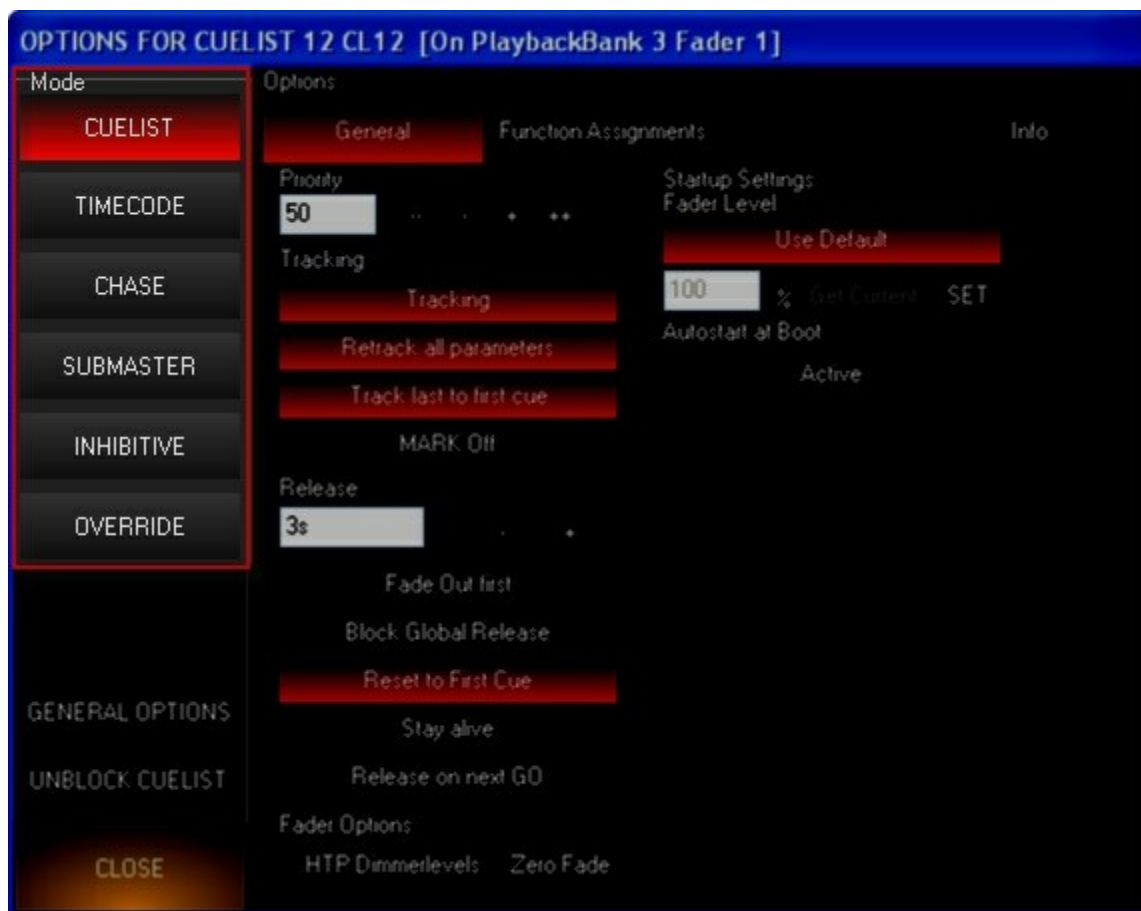 OPTIONS FOR CUELIST 12 CL12 [On PlaybackBank 3 Fader 1]
Mode
CUELIST
TIMECODE
CHASE
SUBMASTER
INHIBITIVE
OVERRIDE
GENERAL OPTIONS
UNBLOCK CUELIST
CLOSE
Options
General
Function Assignments
Info
Priority
50
Tracking
Tracking
Retrack all parameters
Track last to first cue
MARK Off
Release
3s
Fade Out first
Block Global Release
Reset to First Cue
Stay alive
Release on next GO
Fader Options
HTP Dimmerlevels
Zero Fade
Startup Settings
Fader Level
Use Default
100 % Get Current SET
Autostart at Boot
Active